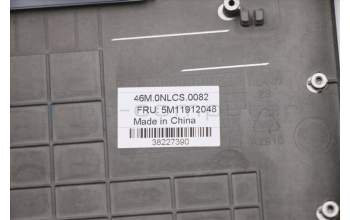 46M.0NLCS.0082
FRU: 5M11912048
Made in China
38227390